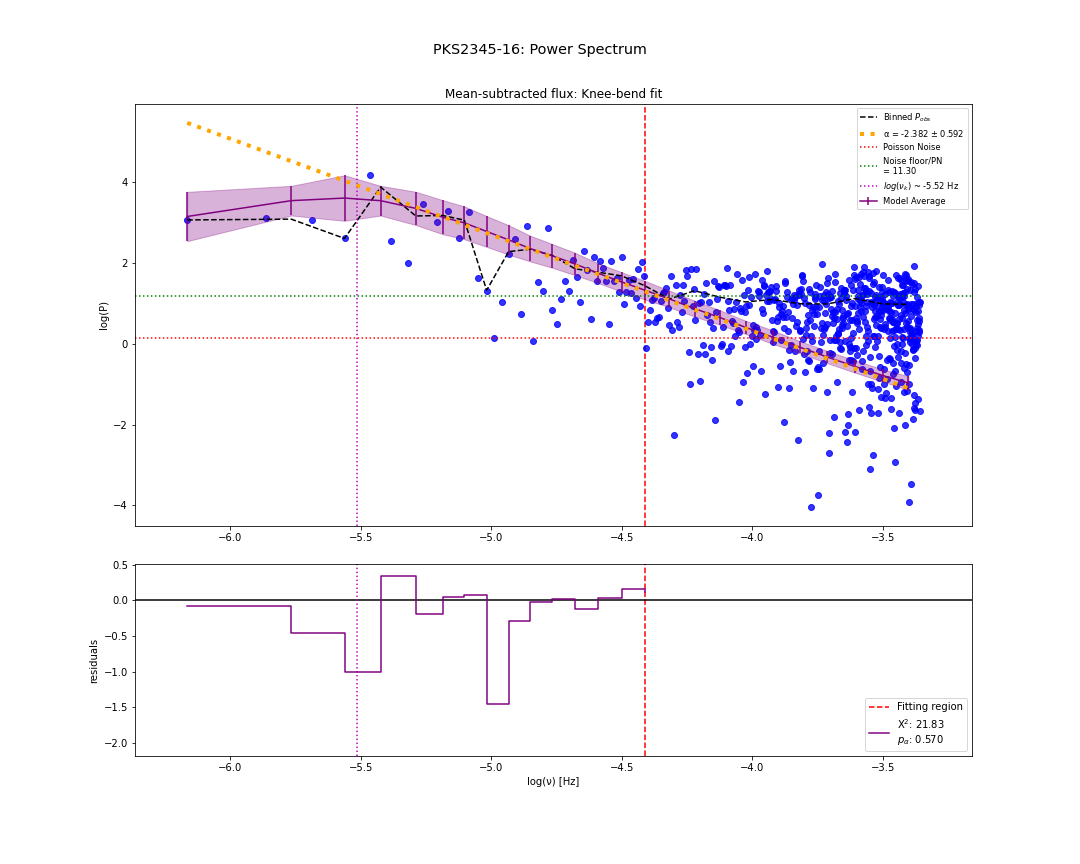 PKS2345-16: Power Spectrum
Mean-subtracted flux: Knee-bend fit
Binned P_obs
α = -2.382 ± 0.592
Poisson Noise
Noise floor/PN
= 11.30
log(ν_k) ~ -5.52 Hz
Model Average
log(P)
4
2
0
−2
−4
−6.0
−5.5
−5.0
−4.5
−4.0
−3.5
residuals
0.5
0.0
−0.5
−1.0
−1.5
−2.0
Fitting region
X²: 21.83
p_α: 0.570
−6.0
−5.5
−5.0
−4.5
−4.0
−3.5
log(ν) [Hz]